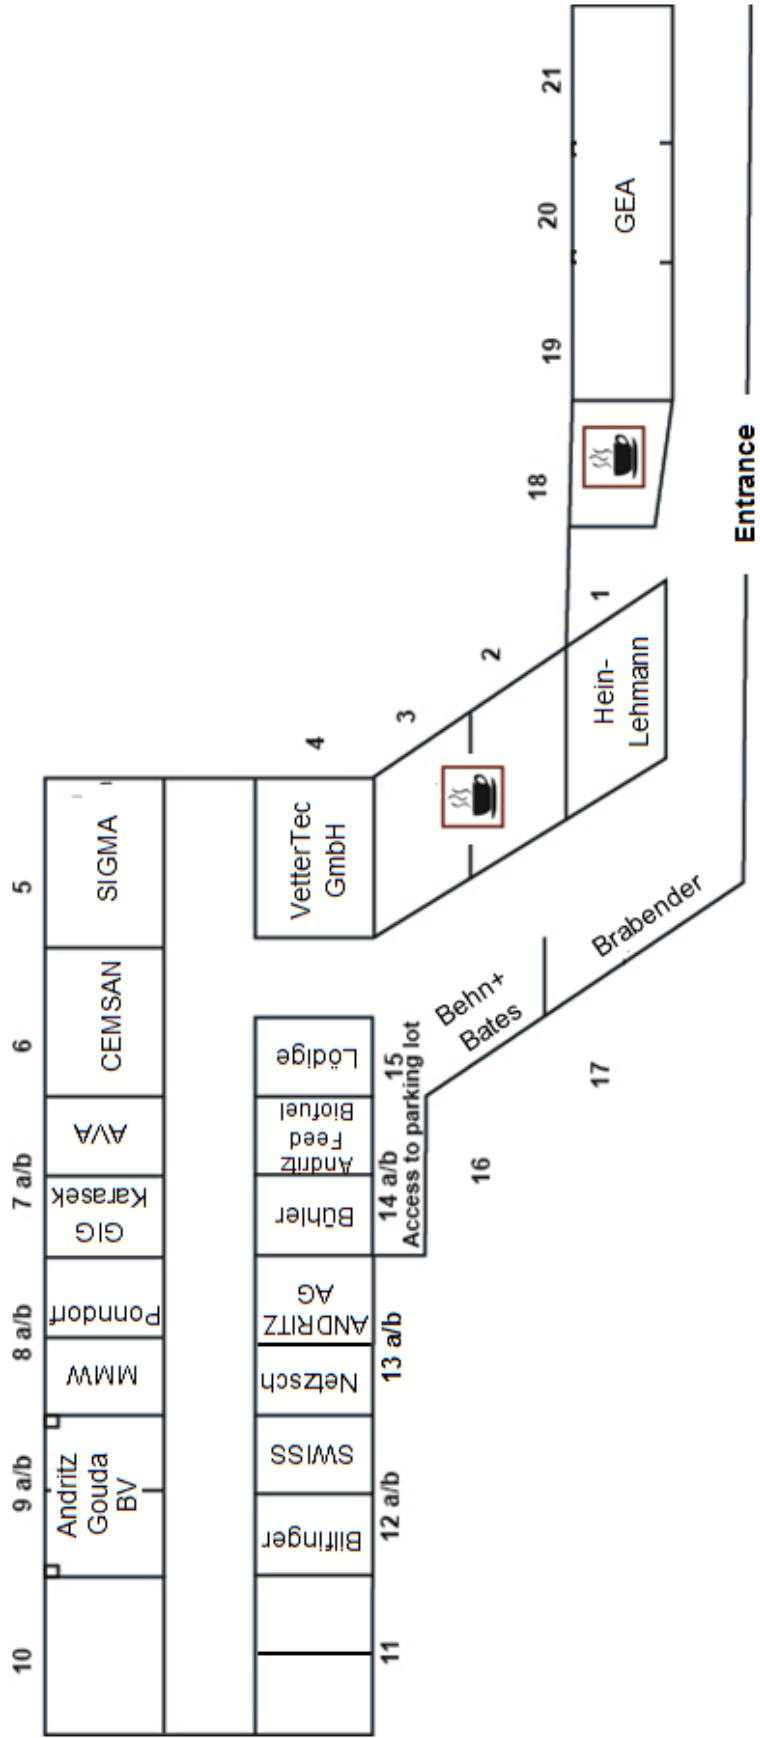 21
20
GEA
19
18
Entrance
1
Hein-
Lehmann
2
3
4
VetterTec
GmbH
5
SIGMA
6
CEMSAN
7 a/b
AVA
GIG
Karasek
8 a/b
Ponndorf
MMW
9 a/b
Andritz
Gouda
BV
10
11
12 a/b
Bilfinger
SWISS
13 a/b
Netzsch
ANDRITZ
AG
14 a/b
Bühler
Andritz
Feed
Biofuel
15
Lödige
Access to parking lot
16
Behn+
Bates
17
Brabender